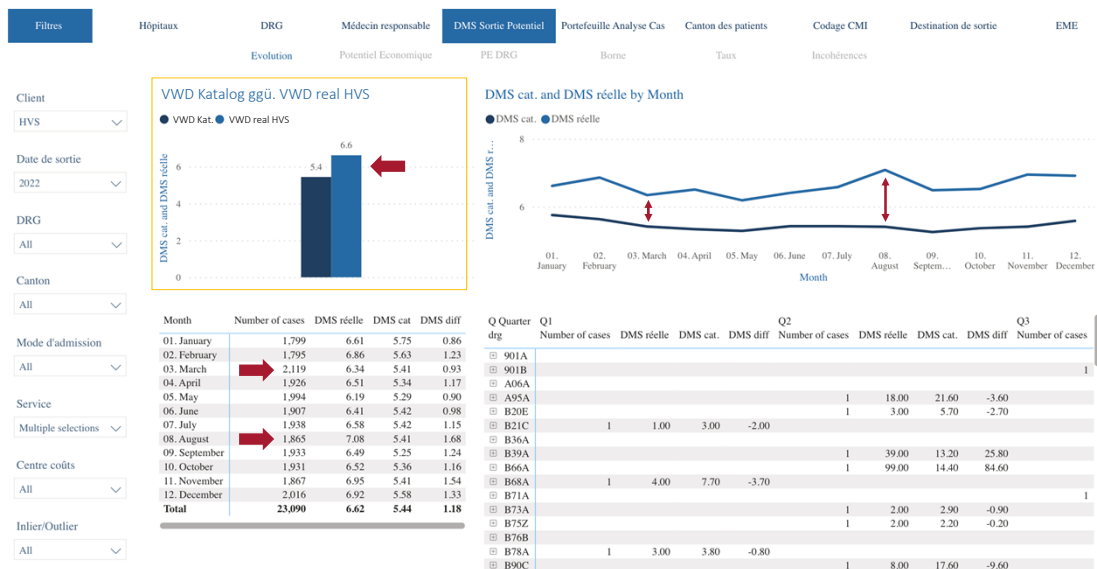 Filtres Hôpitaux DRG Médecin responsable DMS Sortie Potentiel Portefeuille Analyse Cas Canton des patients Codage CMI Destination de sortie EME
Evolution Potentiel Economique PE DRG Borne Taux Incohérences
Client
HVS
Date de sortie
2022
DRG
All
Canton
All
Mode d'admission
All
Service
Multiple selections
Centre coûts
All
Inlier/Outlier
All
VWD Katalog ggü. VWD real HVS
VWD Kat. VWD real HVS
DMS cat. and DMS réelle
6
4
2
0
5.4
6.6
DMS cat. and DMS réelle by Month
DMS cat. DMS réelle
DMS cat. and DMS r…
8
6
01. January 02. February 03. March 04. April 05. May 06. June 07. July 08. August 09. Septem… 10. October 11. November 12. December
Month
Month Number of cases DMS réelle DMS cat DMS diff
01. January 1,799 6.61 5.75 0.86
02. February 1,795 6.86 5.63 1.23
03. March 2,119 6.34 5.41 0.93
04. April 1,926 6.51 5.34 1.17
05. May 1,994 6.19 5.29 0.90
06. June 1,907 6.41 5.42 0.98
07. July 1,938 6.58 5.42 1.15
08. August 1,865 7.08 5.41 1.68
09. September 1,933 6.49 5.25 1.24
10. October 1,931 6.52 5.36 1.16
11. November 1,867 6.95 5.41 1.54
12. December 2,016 6.92 5.58 1.33
Total 23,090 6.62 5.44 1.18
Q Quarter Q1 Q2 Q3
drg Number of cases DMS réelle DMS cat. DMS diff Number of cases DMS réelle DMS cat. DMS diff Number of cases
901A
901B 1
A06A
A95A 1 18.00 21.60 -3.60
B20E 1 3.00 5.70 -2.70
B21C 1 1.00 3.00 -2.00
B36A
B39A 1 39.00 13.20 25.80
B66A 1 99.00 14.40 84.60
B68A 1 4.00 7.70 -3.70
B71A 1
B73A 1 2.00 2.90 -0.90
B75Z 1 2.00 2.20 -0.20
B76B
B78A 1 3.00 3.80 -0.80
B90C 1 8.00 17.60 -9.60